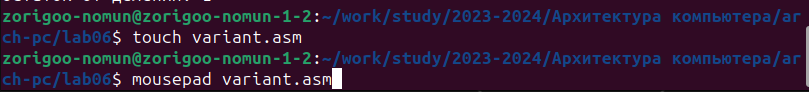 zorigoo-nomun@zorigoo-nomun-1-2:~/work/study/2023-2024/Архитектура компьютера/ar
ch-pc/lab06$ touch variant.asm
zorigoo-nomun@zorigoo-nomun-1-2:~/work/study/2023-2024/Архитектура компьютера/ar
ch-pc/lab06$ mousepad variant.asm